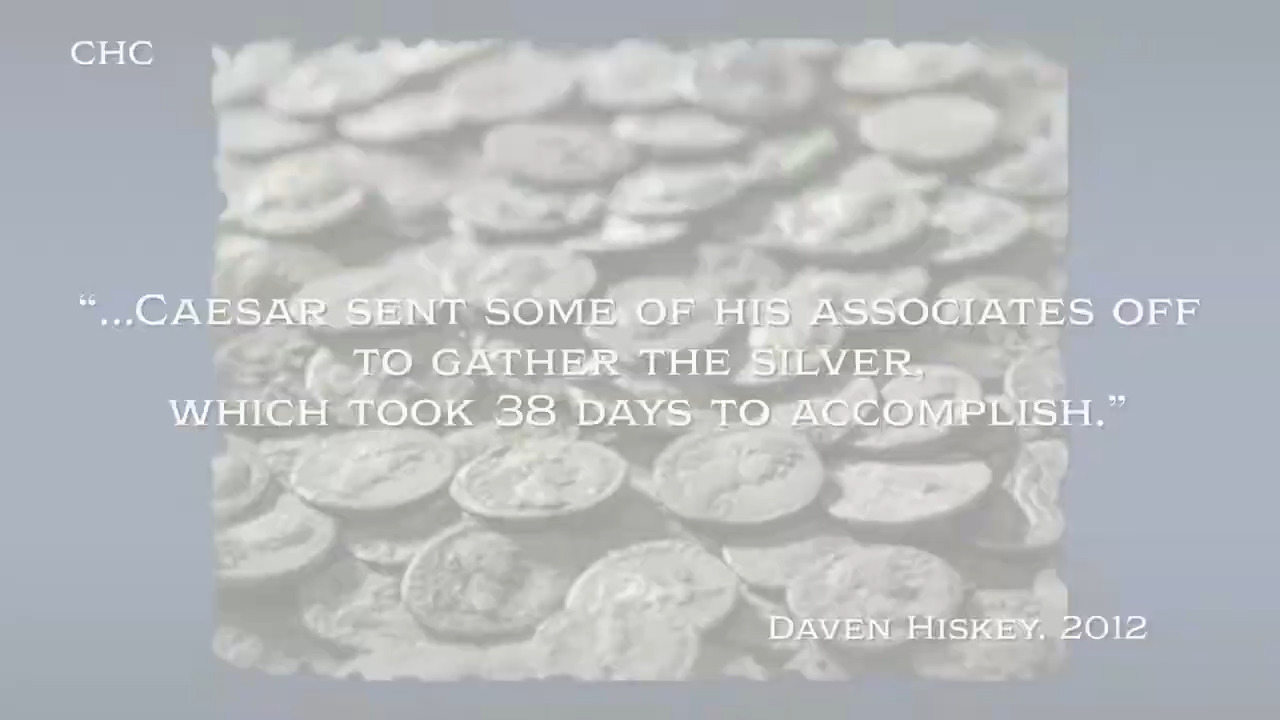 CHC
“...Caesar sent some of his associates off
to gather the silver,
which took 38 days to accomplish.”
Daven Hiskey, 2012